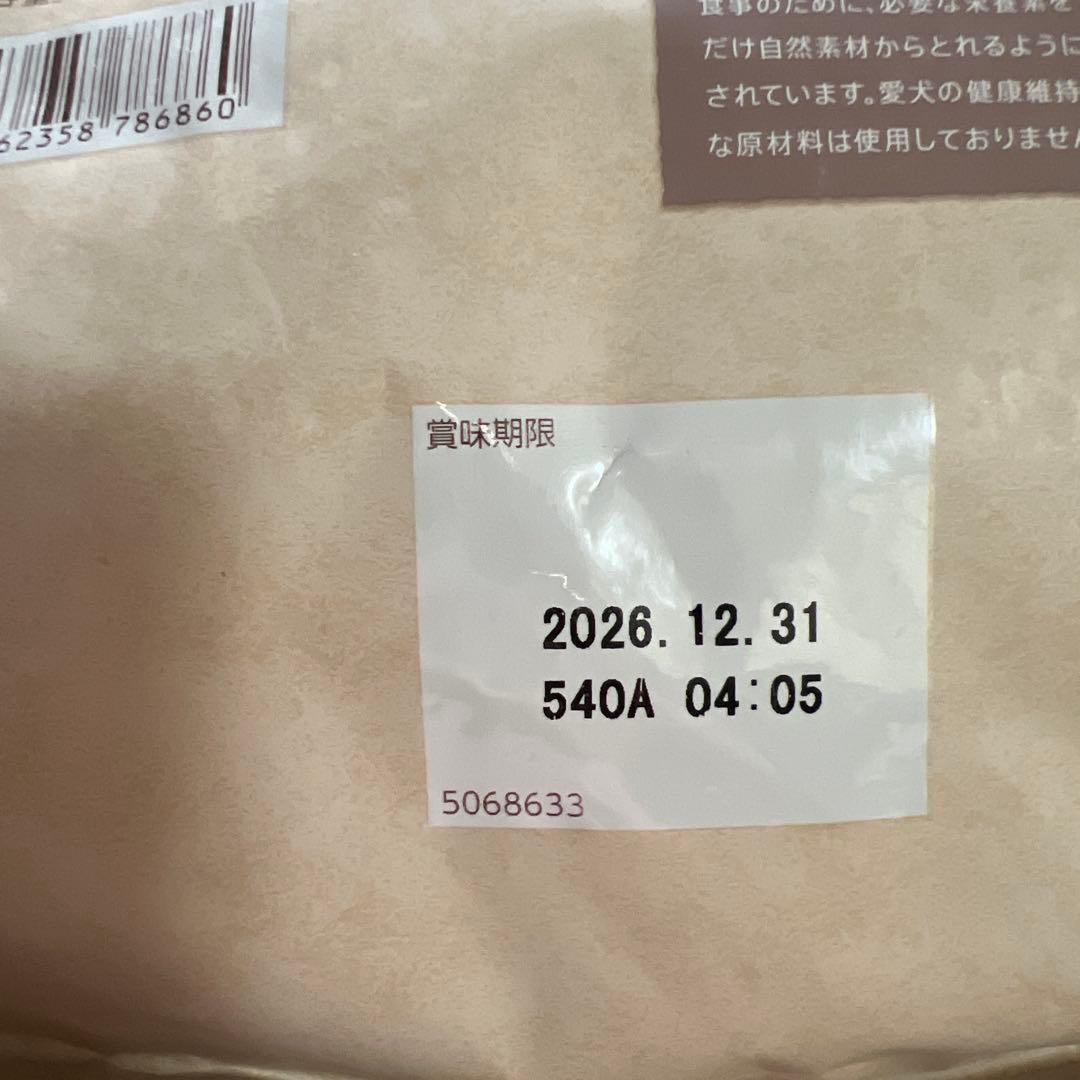 62358 786860
食事のために、必要な栄養素を
だけ自然素材からとれるように
されています。愛犬の健康維持
な原材料は使用しておりません
賞味期限
2026. 12. 31
540A 04:05
5068633